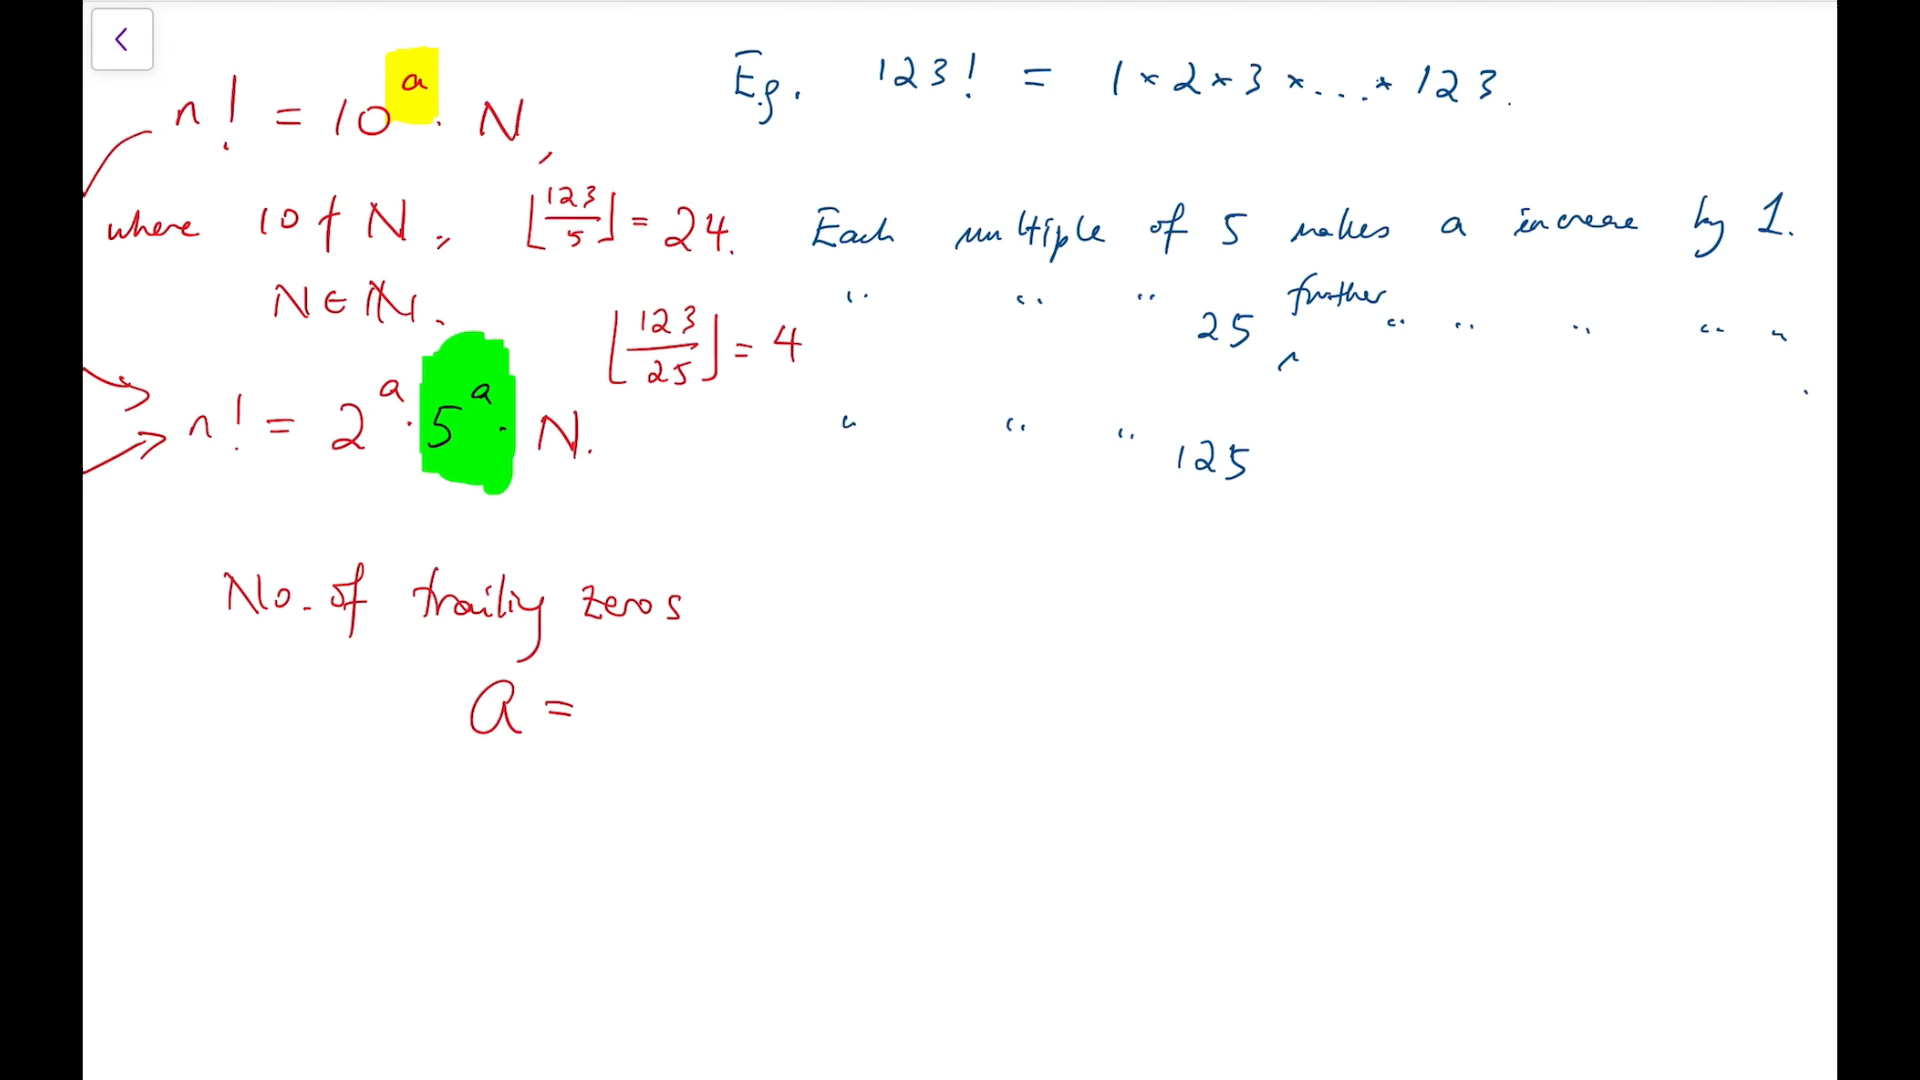 n! = 10^a · N,
where 10 ∤ N,
N ∈ ℕ.
n! = 2^a · 5^a · N.
No. of trailing zeros
a =
E.g. 123! = 1 × 2 × 3 × ... × 123.
⌊123/5⌋ = 24. Each multiple of 5 makes a increase by 1.
⌊123/25⌋ = 4 " " " 25 further " " " " " .
" " " 125